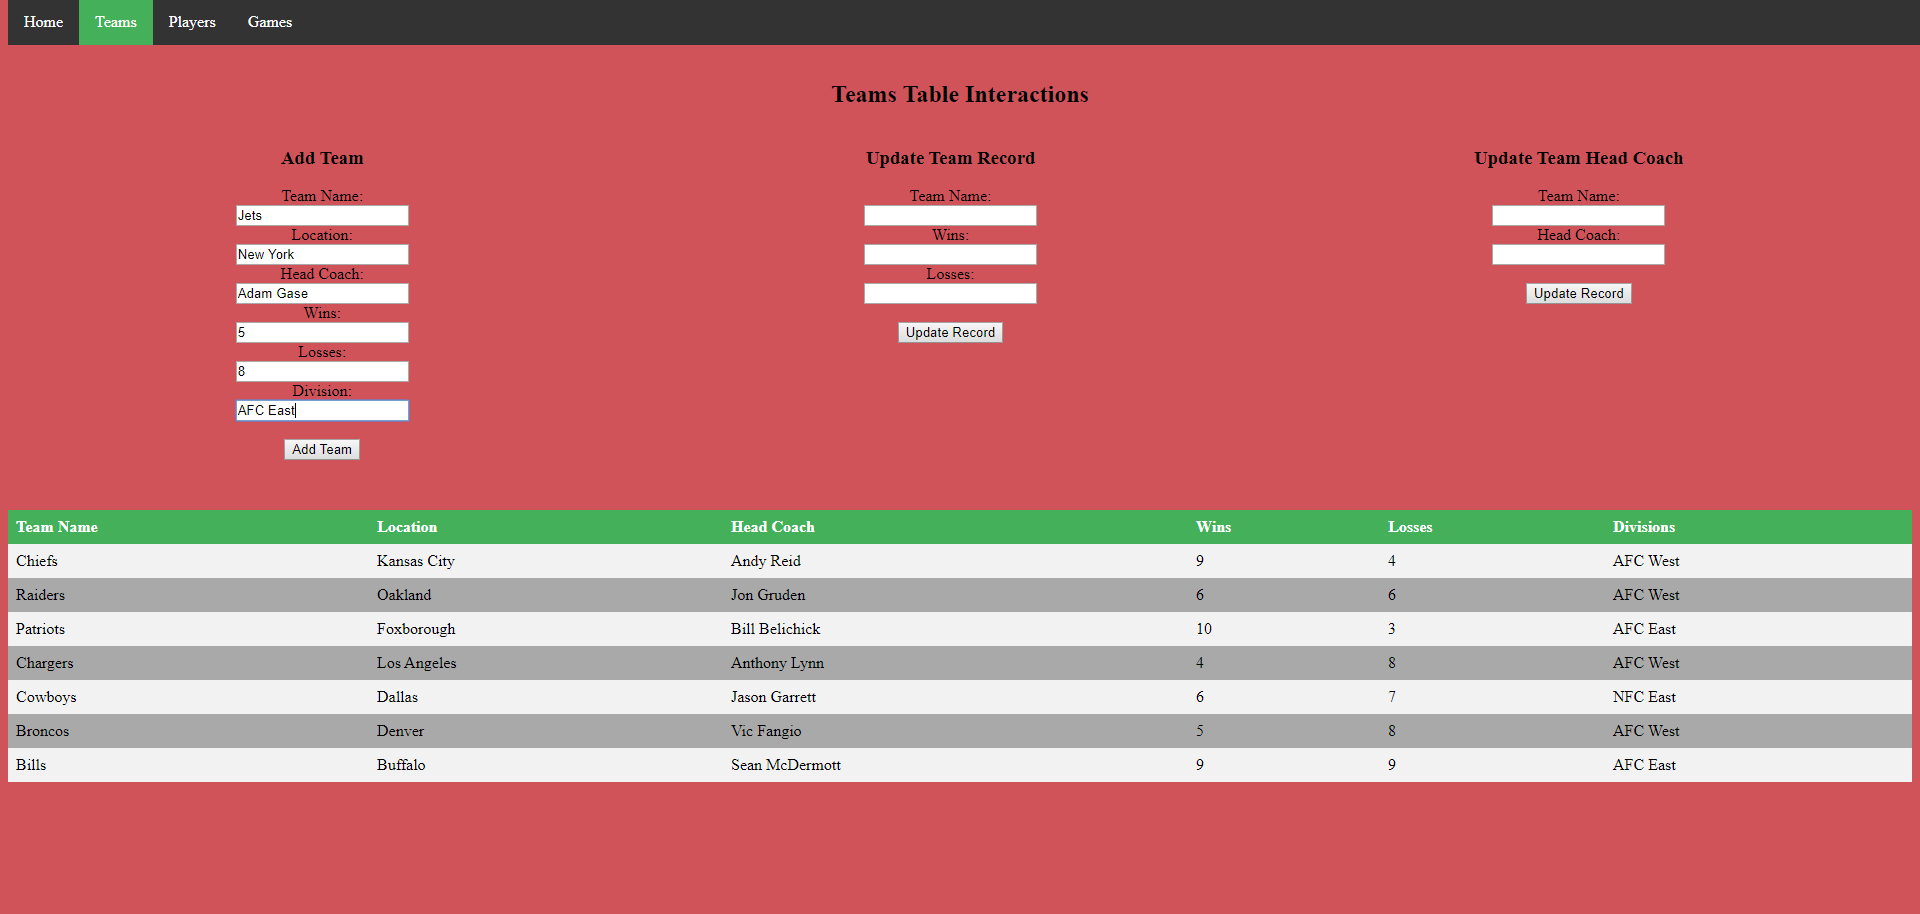 Home Teams Players Games
Teams Table Interactions
Add Team
Team Name:
Jets
Location:
New York
Head Coach:
Adam Gase
Wins:
5
Losses:
8
Division:
AFC East
Add Team
Update Team Record
Team Name:
Wins:
Losses:
Update Record
Update Team Head Coach
Team Name:
Head Coach:
Update Record
Team Name Location Head Coach Wins Losses Divisions
Chiefs Kansas City Andy Reid 9 4 AFC West
Raiders Oakland Jon Gruden 6 6 AFC West
Patriots Foxborough Bill Belichick 10 3 AFC East
Chargers Los Angeles Anthony Lynn 4 8 AFC West
Cowboys Dallas Jason Garrett 6 7 NFC East
Broncos Denver Vic Fangio 5 8 AFC West
Bills Buffalo Sean McDermott 9 9 AFC East